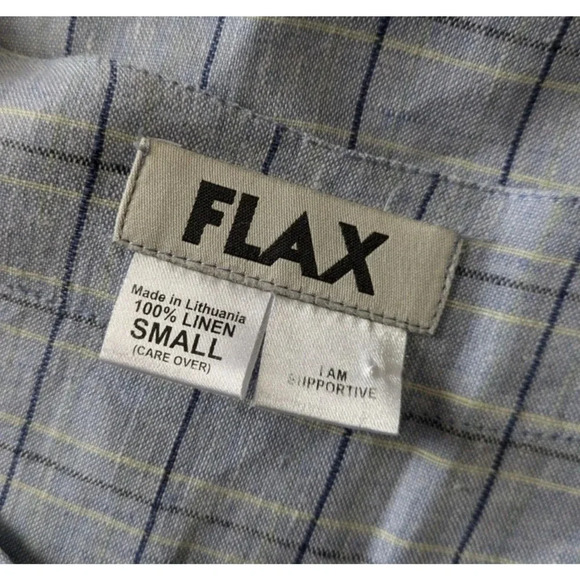 FLAX
Made in Lithuania
100% LINEN
SMALL
(CARE OVER)
I AM
SUPPORTIVE